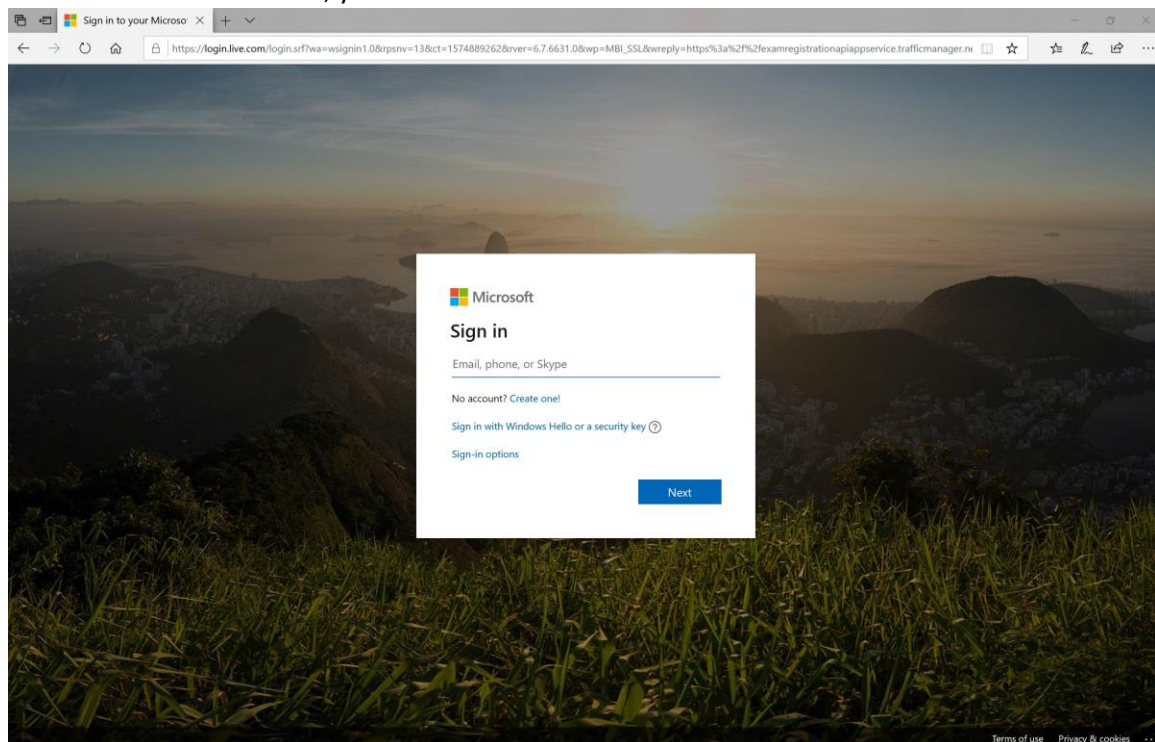 Sign in to your Microso
https://login.live.com/login.srf?wa=wsignin1.0&rpsnv=13&ct=1574889262&rver=6.7.6631.0&wp=MBI_SSL&wreply=https%3a%2f%2fexamregistrationapiappservice.trafficmanager.ne
Microsoft
Sign in
Email, phone, or Skype
No account? Create one!
Sign in with Windows Hello or a security key ?
Sign-in options
Next
Terms of use Privacy & cookies ...